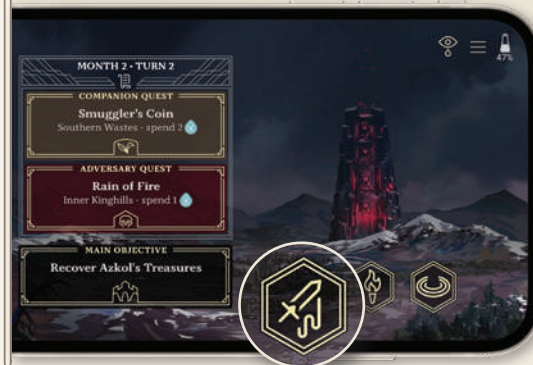 MONTH 2 • TURN 2
COMPANION QUEST
Smuggler's Coin
Southern Wastes - spend 2
ADVERSARY QUEST
Rain of Fire
Inner Kinghills - spend 1
MAIN OBJECTIVE
Recover Azkol's Treasures
47%